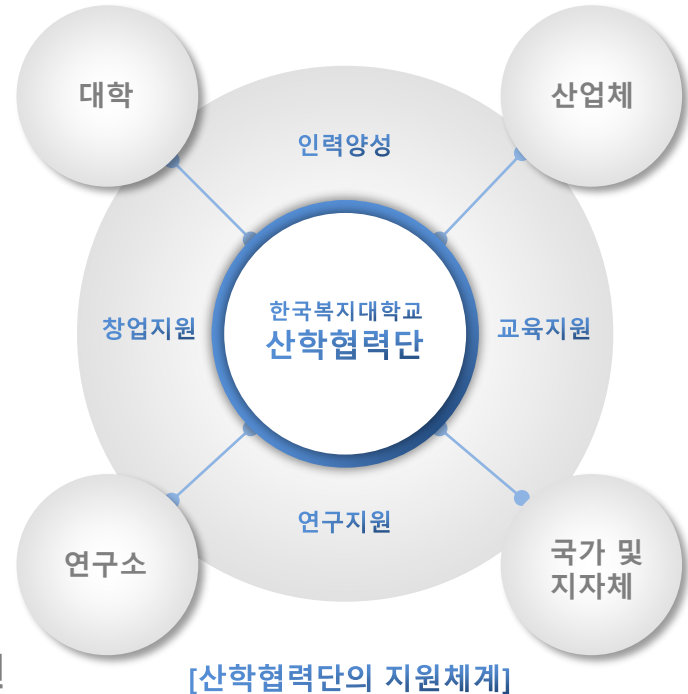 대학
산업체
인력양성
한국복지대학교
산학협력단
창업지원
교육지원
연구지원
연구소
국가 및
지자체
[산학협력단의 지원체계]